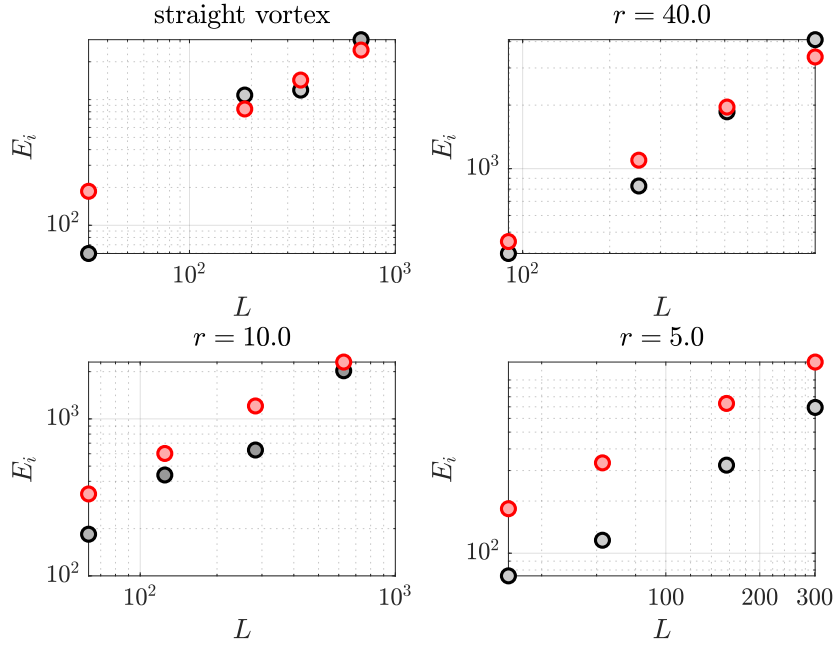 straight vortex
r = 40.0
E_i
10^2
10^2
10^3
L
E_i
10^3
10^2
L
r = 10.0
r = 5.0
E_i
10^3
10^2
10^2
10^3
L
E_i
10^2
100
200
300
L